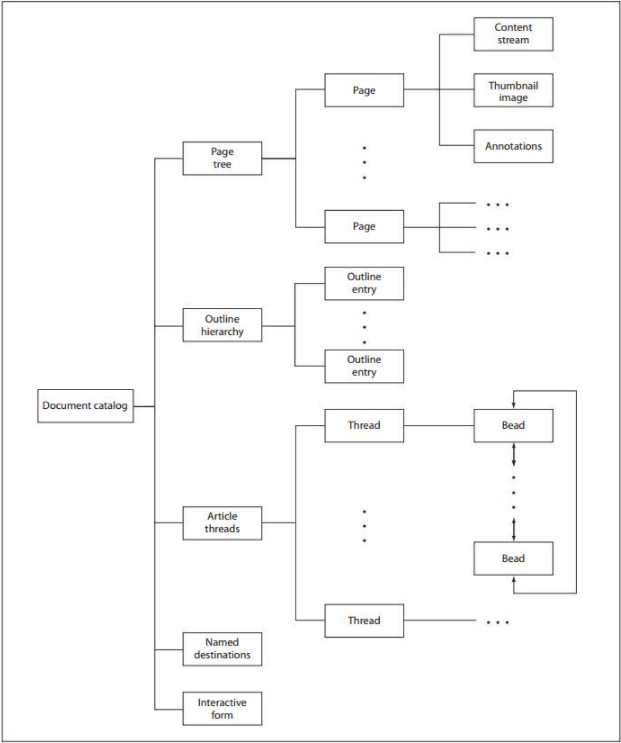 Content
stream
Page
Thumbnail
image
Page
tree
Annotations
Page
Outline
entry
Outline
hierarchy
Outline
entry
Document catalog
Thread
Bead
Article
threads
Bead
Thread
Named
destinations
Interactive
form